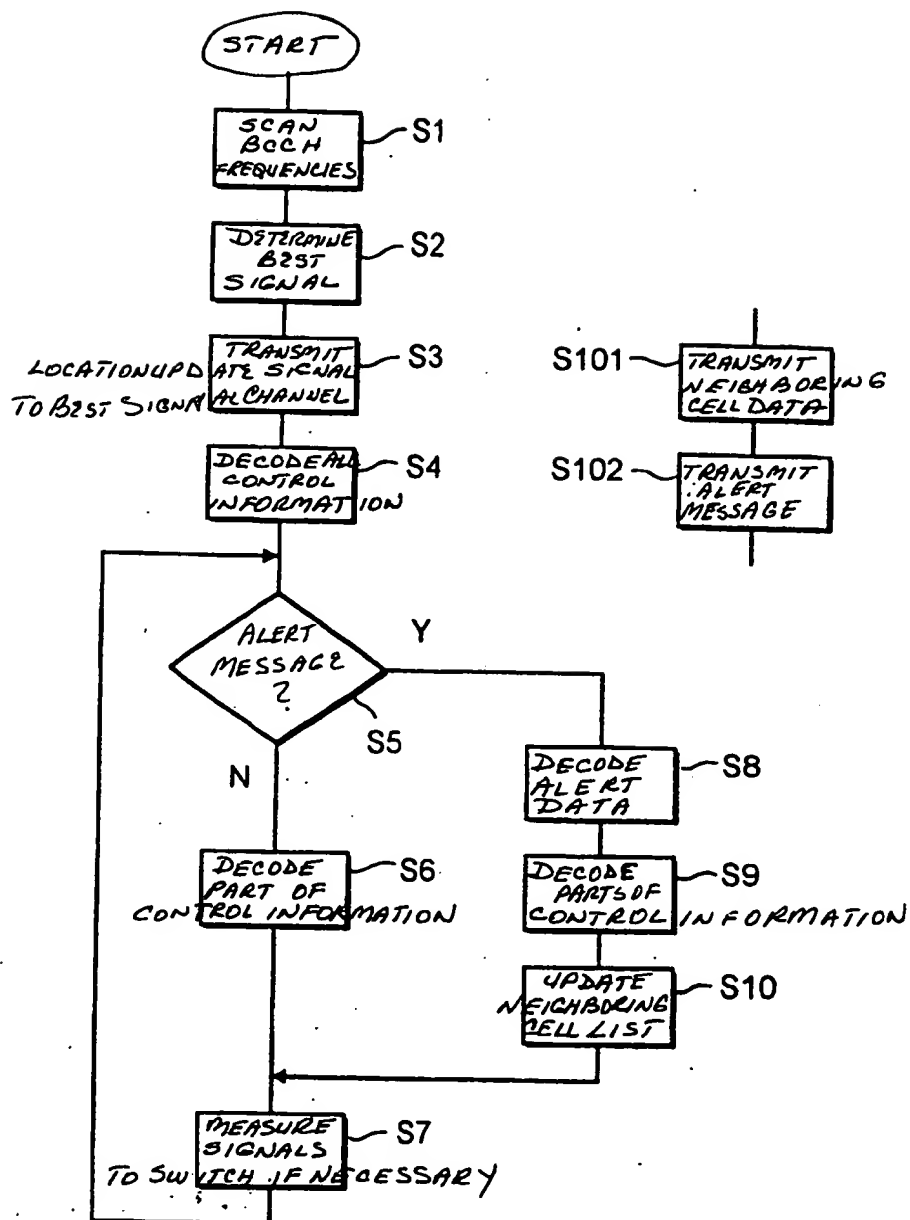 START
SCAN
BCCH
FREQUENCIES
S1
DETERMINE
BEST
SIGNAL
S2
TRANSMIT
LOCATION UPDATE SIGNAL
TO BEST SIGNAL CHANNEL
S3
DECODE ALL
CONTROL
INFORMATION
S4
S101
TRANSMIT
NEIGHBORING
CELL DATA
S102
TRANSMIT
ALERT
MESSAGE
ALERT
MESSAGE
?
S5
Y
N
DECODE
ALERT
DATA
S8
DECODE
PART OF
CONTROL INFORMATION
S6
DECODE
PARTS OF
CONTROL INFORMATION
S9
UPDATE
NEIGHBORING
CELL LIST
S10
MEASURE
SIGNALS
TO SWITCH IF NECESSARY
S7